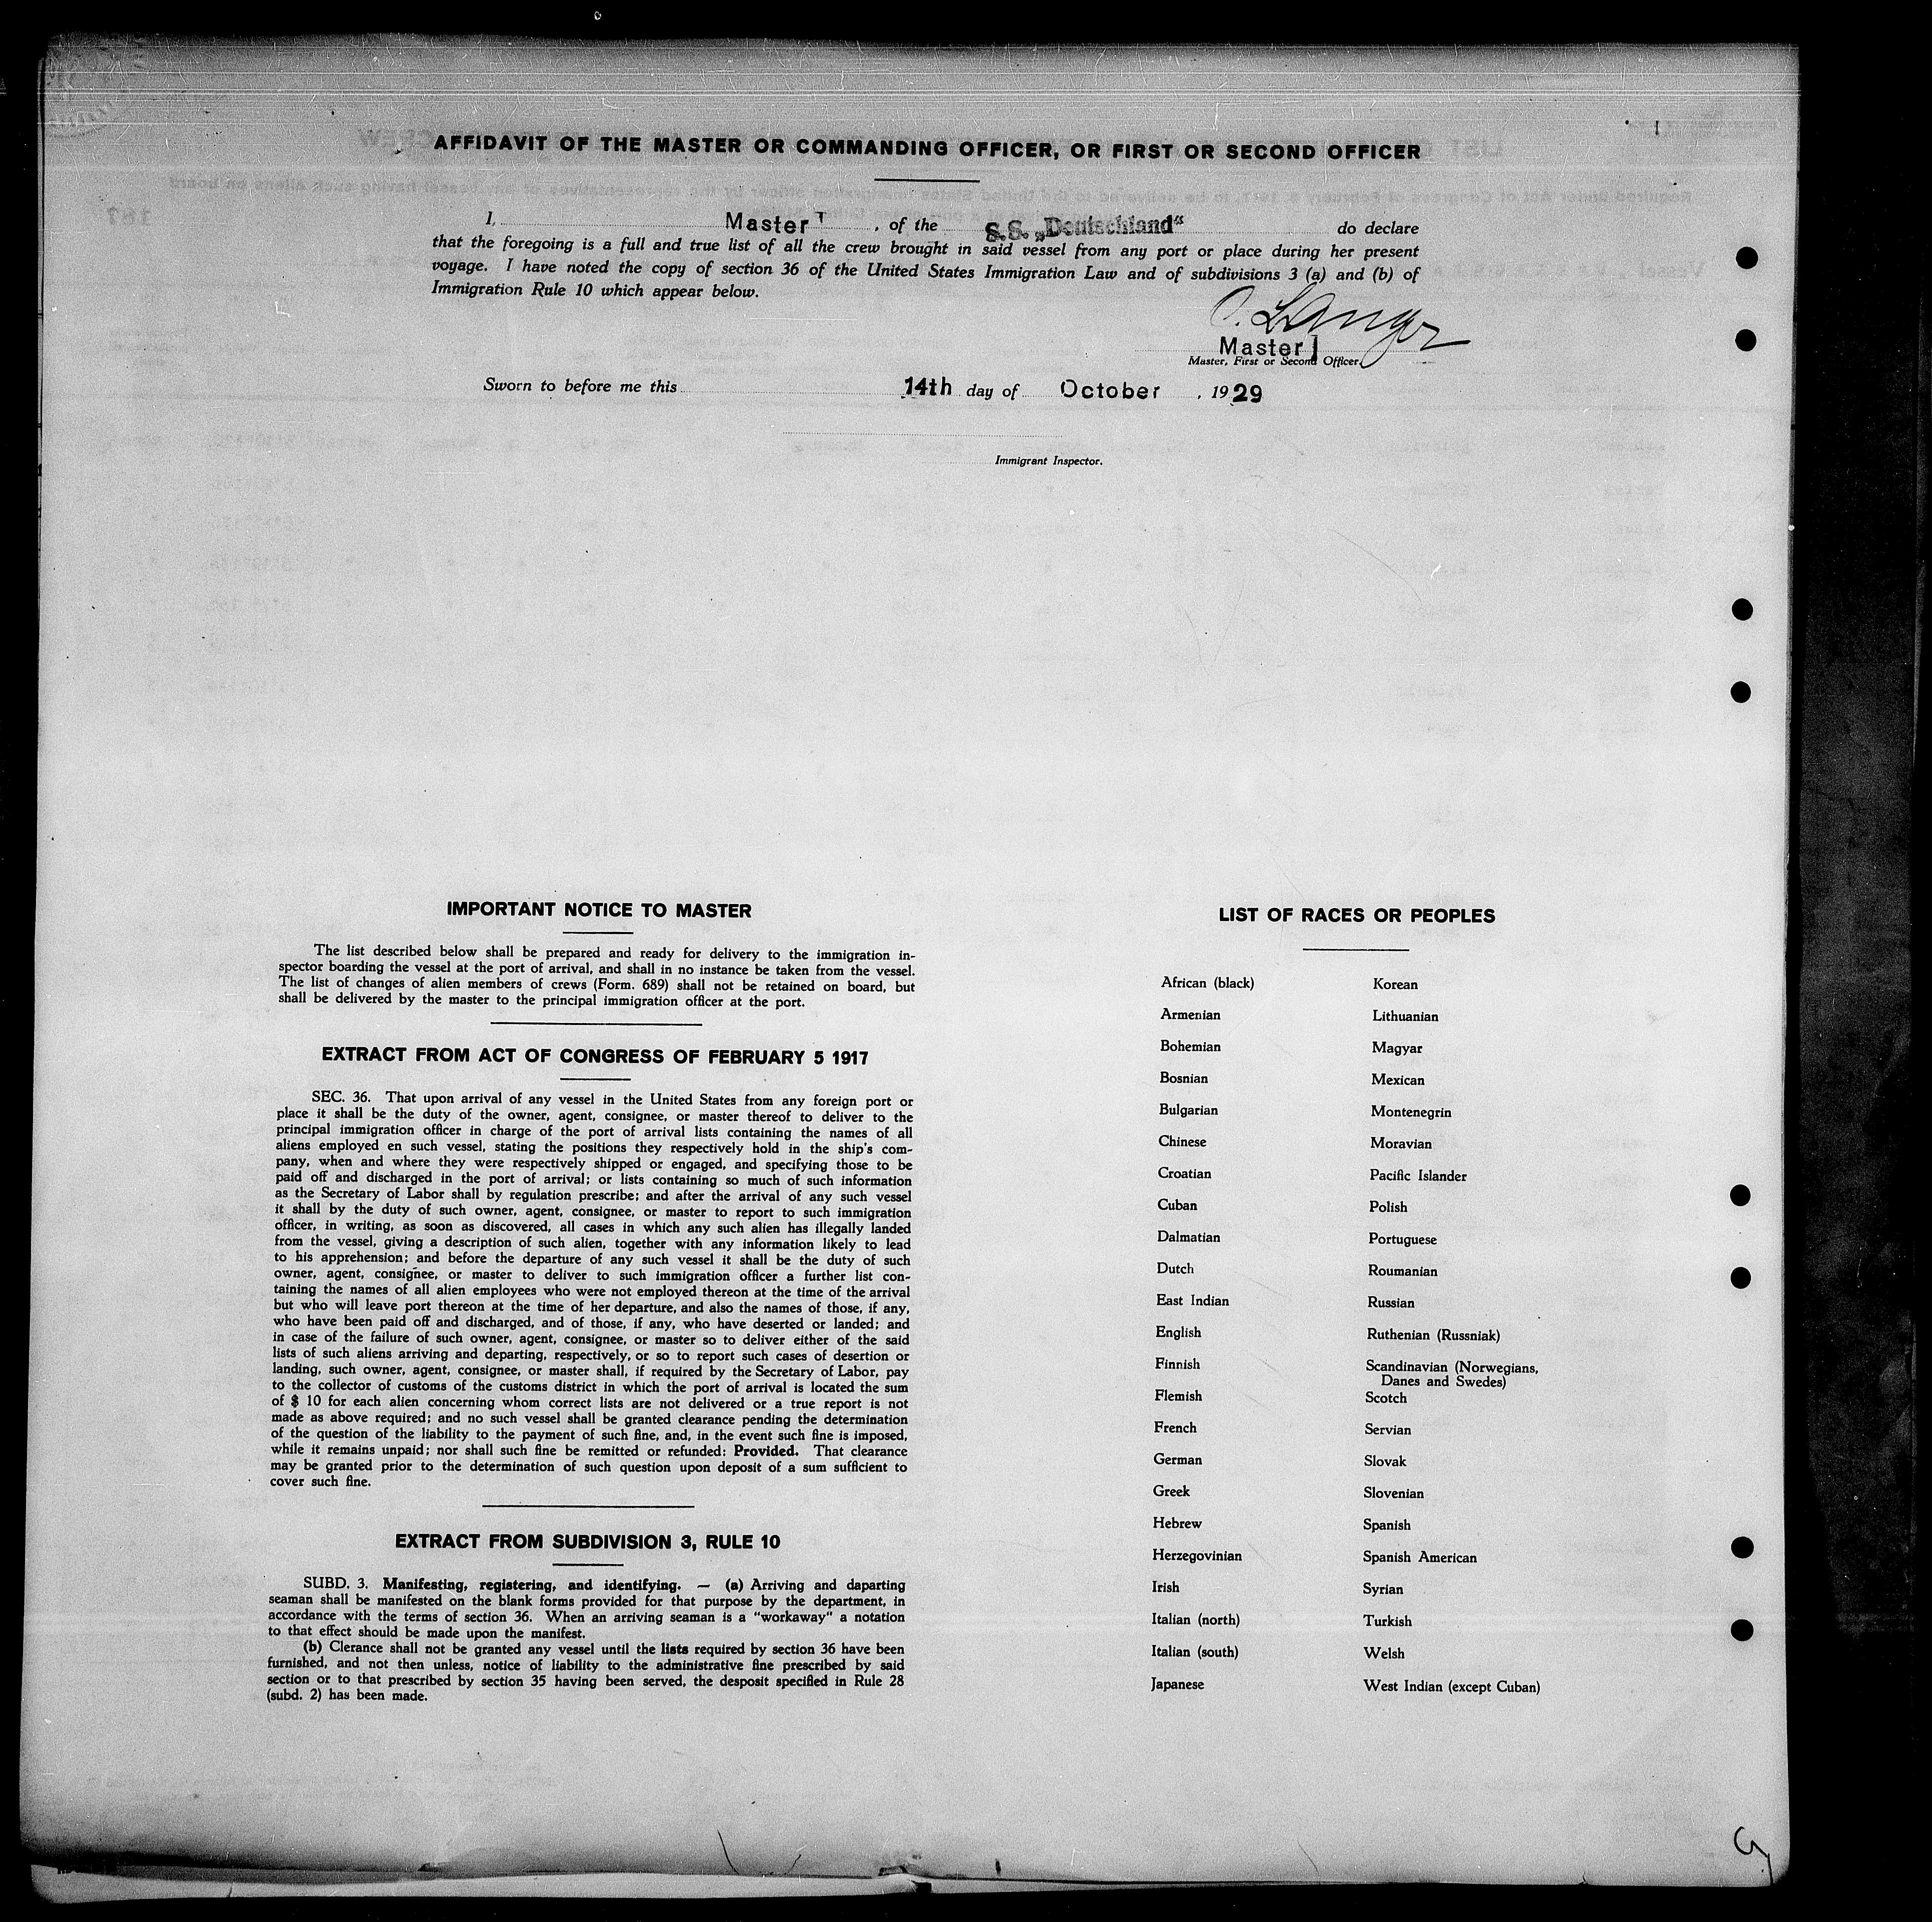 AFFIDAVIT OF THE MASTER OR COMMANDING OFFICER, OR FIRST OR SECOND OFFICER
I, Master , of the S.S. „Deutschland“ do declare
that the foregoing is a full and true list of all the crew brought in said vessel from any port or place during her present
voyage. I have noted the copy of section 36 of the United States Immigration Law and of subdivisions 3 (a) and (b) of
Immigration Rule 10 which appear below.
Master
Master, First or Second Officer.
Sworn to before me this 14th day of October , 1929
Immigrant Inspector.
IMPORTANT NOTICE TO MASTER
The list described below shall be prepared and ready for delivery to the immigration in-
spector boarding the vessel at the port of arrival, and shall in no instance be taken from the vessel.
The list of changes of alien members of crews (Form. 689) shall not be retained on board, but
shall be delivered by the master to the principal immigration officer at the port.
EXTRACT FROM ACT OF CONGRESS OF FEBRUARY 5 1917
SEC. 36. That upon arrival of any vessel in the United States from any foreign port or
place it shall be the duty of the owner, agent, consignee, or master thereof to deliver to the
principal immigration officer in charge of the port of arrival lists containing the names of all
aliens employed en such vessel, stating the positions they respectively hold in the ship's com-
pany, when and where they were respectively shipped or engaged, and specifying those to be
paid off and discharged in the port of arrival; or lists containing so much of such information
as the Secretary of Labor shall by regulation prescribe; and after the arrival of any such vessel
it shall by the duty of such owner, agent, consignee, or master to report to such immigration
officer, in writing, as soon as discovered, all cases in which any such alien has illegally landed
from the vessel, giving a description of such alien, together with any information likely to lead
to his apprehension; and before the departure of any such vessel it shall be the duty of such
owner, agent, consignee, or master to deliver to such immigration officer a further list con-
taining the names of all alien employees who were not employed thereon at the time of the arrival
but who will leave port thereon at the time of her departure, and also the names of those, if any,
who have been paid off and discharged, and of those, if any, who have deserted or landed; and
in case of the failure of such owner, agent, consignee, or master so to deliver either of the said
lists of such aliens arriving and departing, respectively, or so to report such cases of desertion or
landing, such owner, agent, consignee, or master shall, if required by the Secretary of Labor, pay
to the collector of customs of the customs district in which the port of arrival is located the sum
of $ 10 for each alien concerning whom correct lists are not delivered or a true report is not
made as above required; and no such vessel shall be granted clearance pending the determination
of the question of the liability to the payment of such fine, and, in the event such fine is imposed,
while it remains unpaid; nor shall such fine be remitted or refunded: Provided. That clearance
may be granted prior to the determination of such question upon deposit of a sum sufficient to
cover such fine.
EXTRACT FROM SUBDIVISION 3, RULE 10
SUBD. 3. Manifesting, registering, and identifying. — (a) Arriving and daparting
seaman shall be manifested on the blank forms provided for that purpose by the department, in
accordance with the terms of section 36. When an arriving seaman is a “workaway“ a notation
to that effect should be made upon the manifest.
(b) Clerance shall not be granted any vessel until the lists required by section 36 have been
furnished, and not then unless, notice of liability to the administrative fine prescribed by said
section or to that prescribed by section 35 having been served, the desposit specified in Rule 28
(subd. 2) has been made.
LIST OF RACES OR PEOPLES
African (black)
Armenian
Bohemian
Bosnian
Bulgarian
Chinese
Croatian
Cuban
Dalmatian
Dutch
East Indian
English
Finnish
Flemish
French
German
Greek
Hebrew
Herzegovinian
Irish
Italian (north)
Italian (south)
Japanese
Korean
Lithuanian
Magyar
Mexican
Montenegrin
Moravian
Pacific Islander
Polish
Portuguese
Roumanian
Russian
Ruthenian (Russniak)
Scandinavian (Norwegians,
Danes and Swedes)
Scotch
Servian
Slovak
Slovenian
Spanish
Spanish American
Syrian
Turkish
Welsh
West Indian (except Cuban)